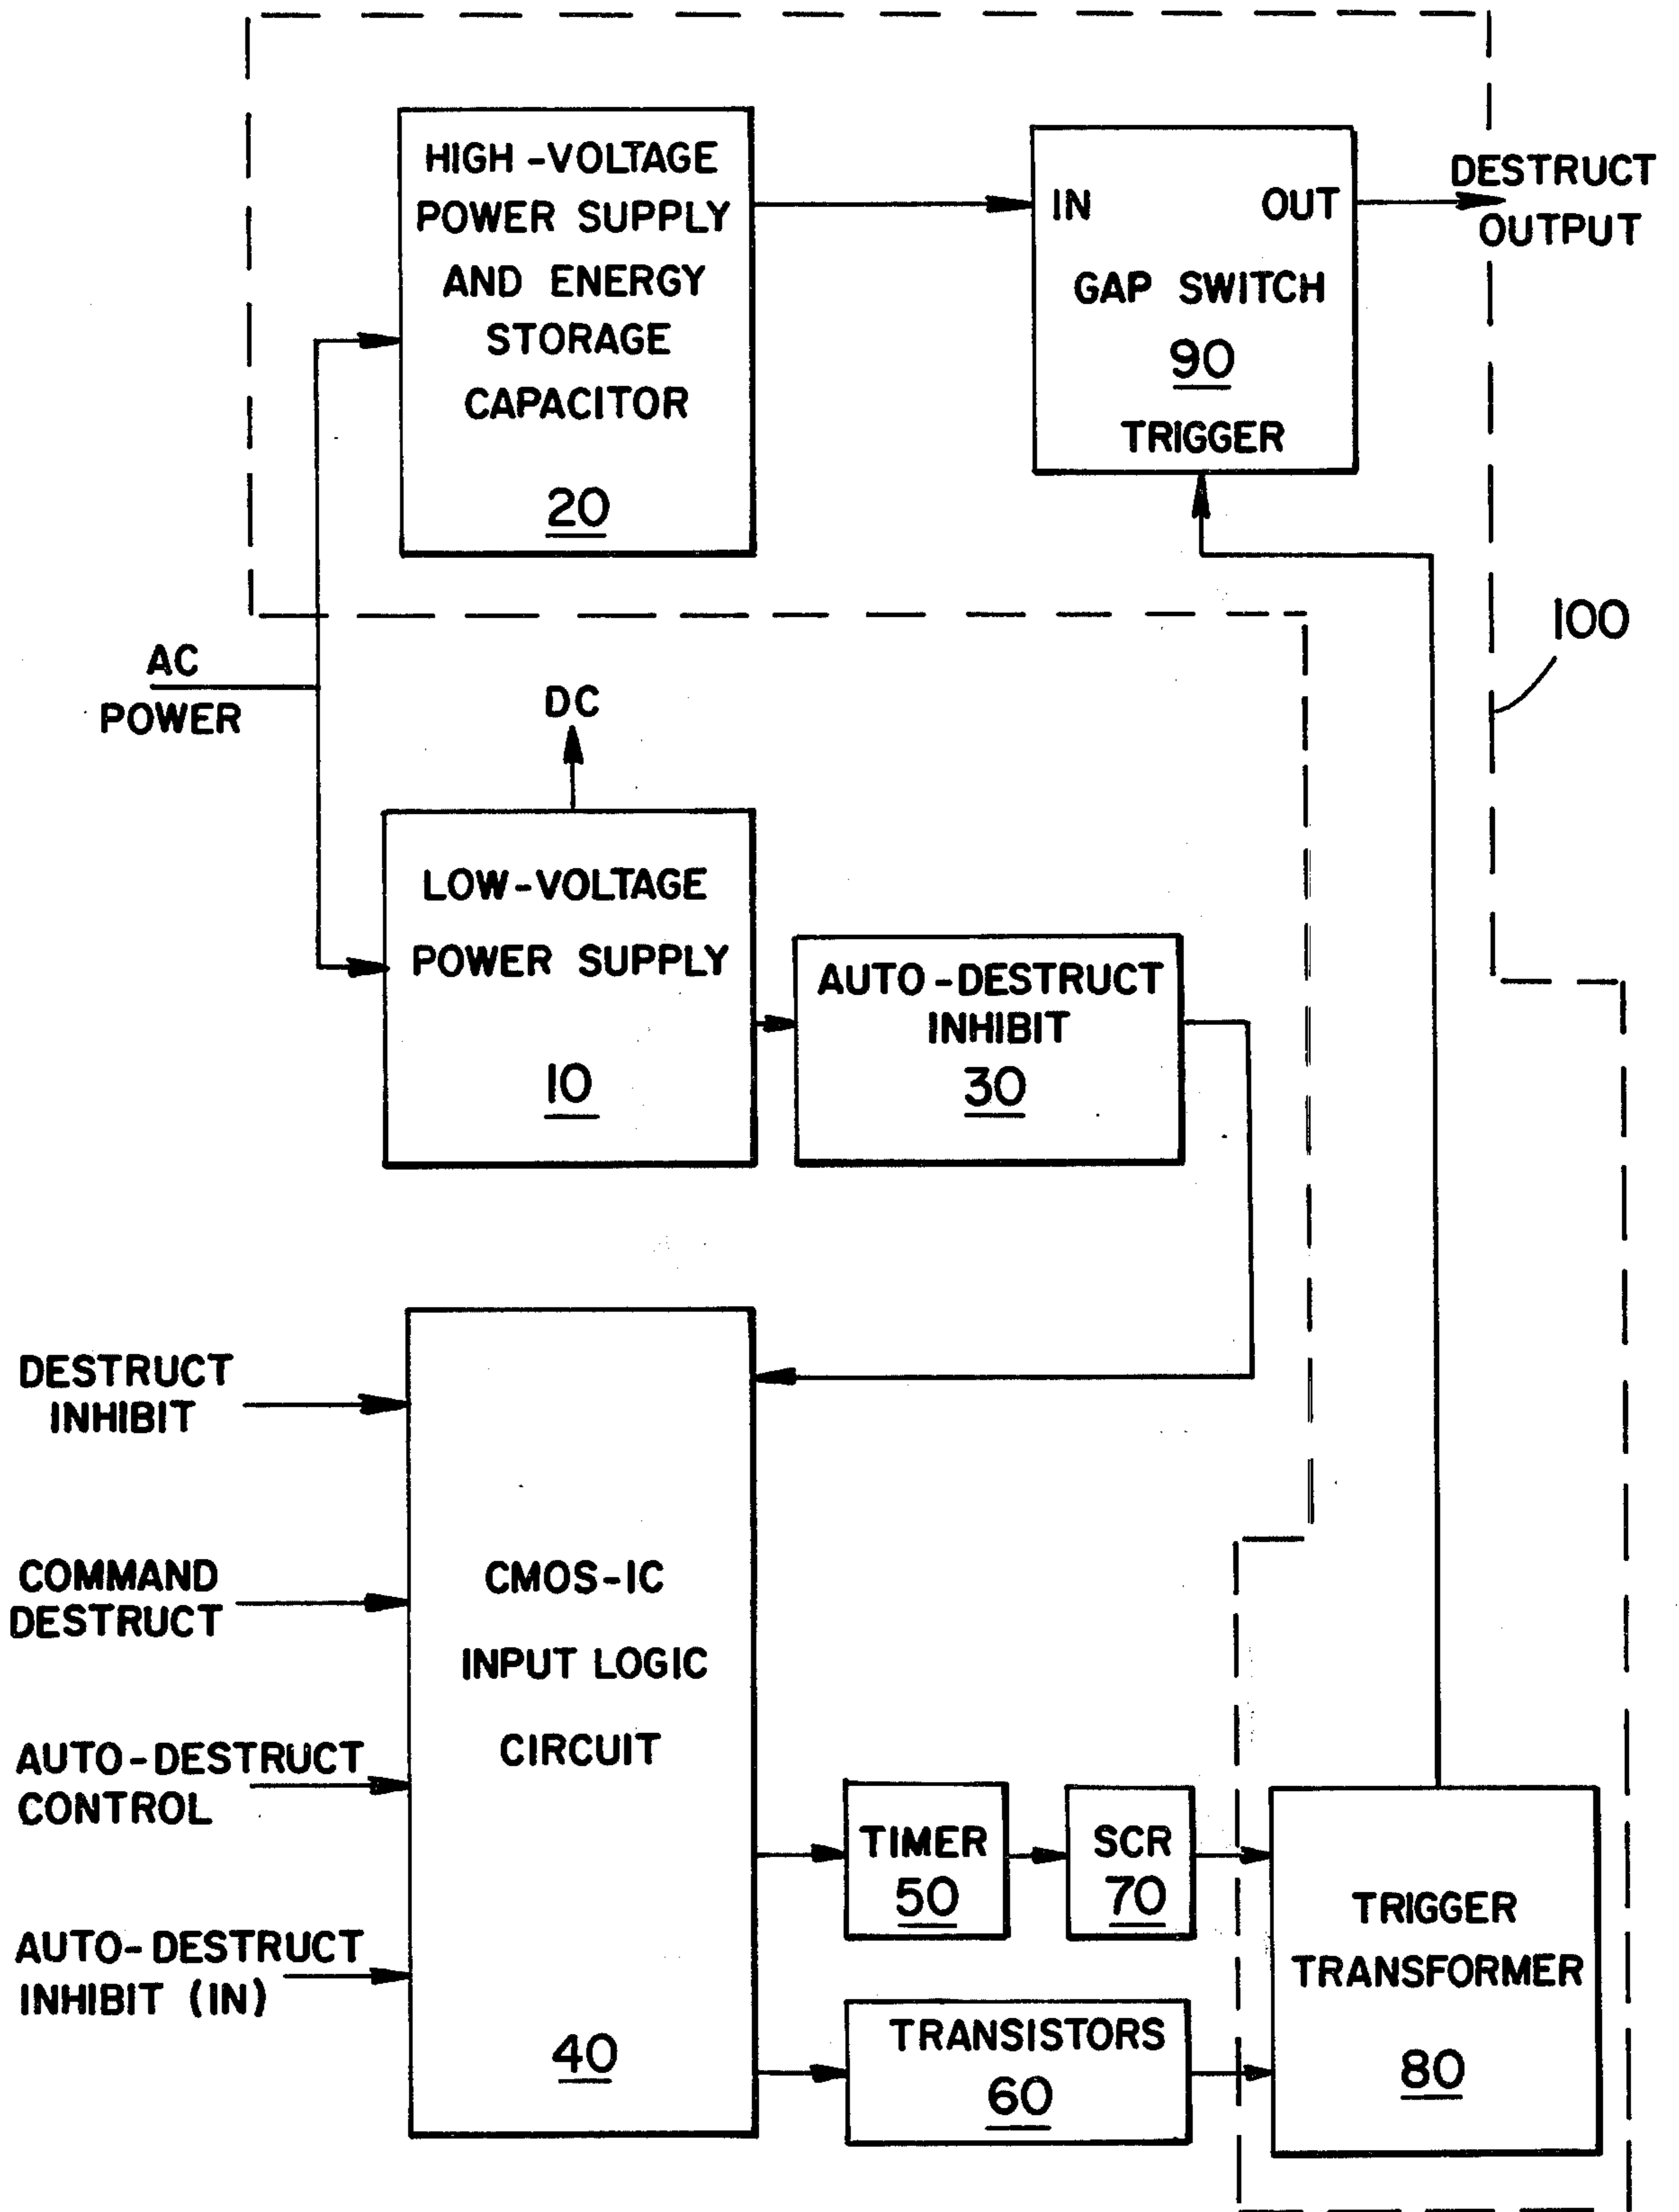 HIGH-VOLTAGE
POWER SUPPLY
AND ENERGY
STORAGE
CAPACITOR
20
IN OUT
GAP SWITCH
90
TRIGGER
DESTRUCT
OUTPUT
100
AC
POWER
DC
LOW-VOLTAGE
POWER SUPPLY
10
AUTO-DESTRUCT
INHIBIT
30
DESTRUCT
INHIBIT
COMMAND
DESTRUCT
AUTO-DESTRUCT
CONTROL
AUTO-DESTRUCT
INHIBIT (IN)
CMOS-IC
INPUT LOGIC
CIRCUIT
40
TIMER
50
SCR
70
TRANSISTORS
60
TRIGGER
TRANSFORMER
80